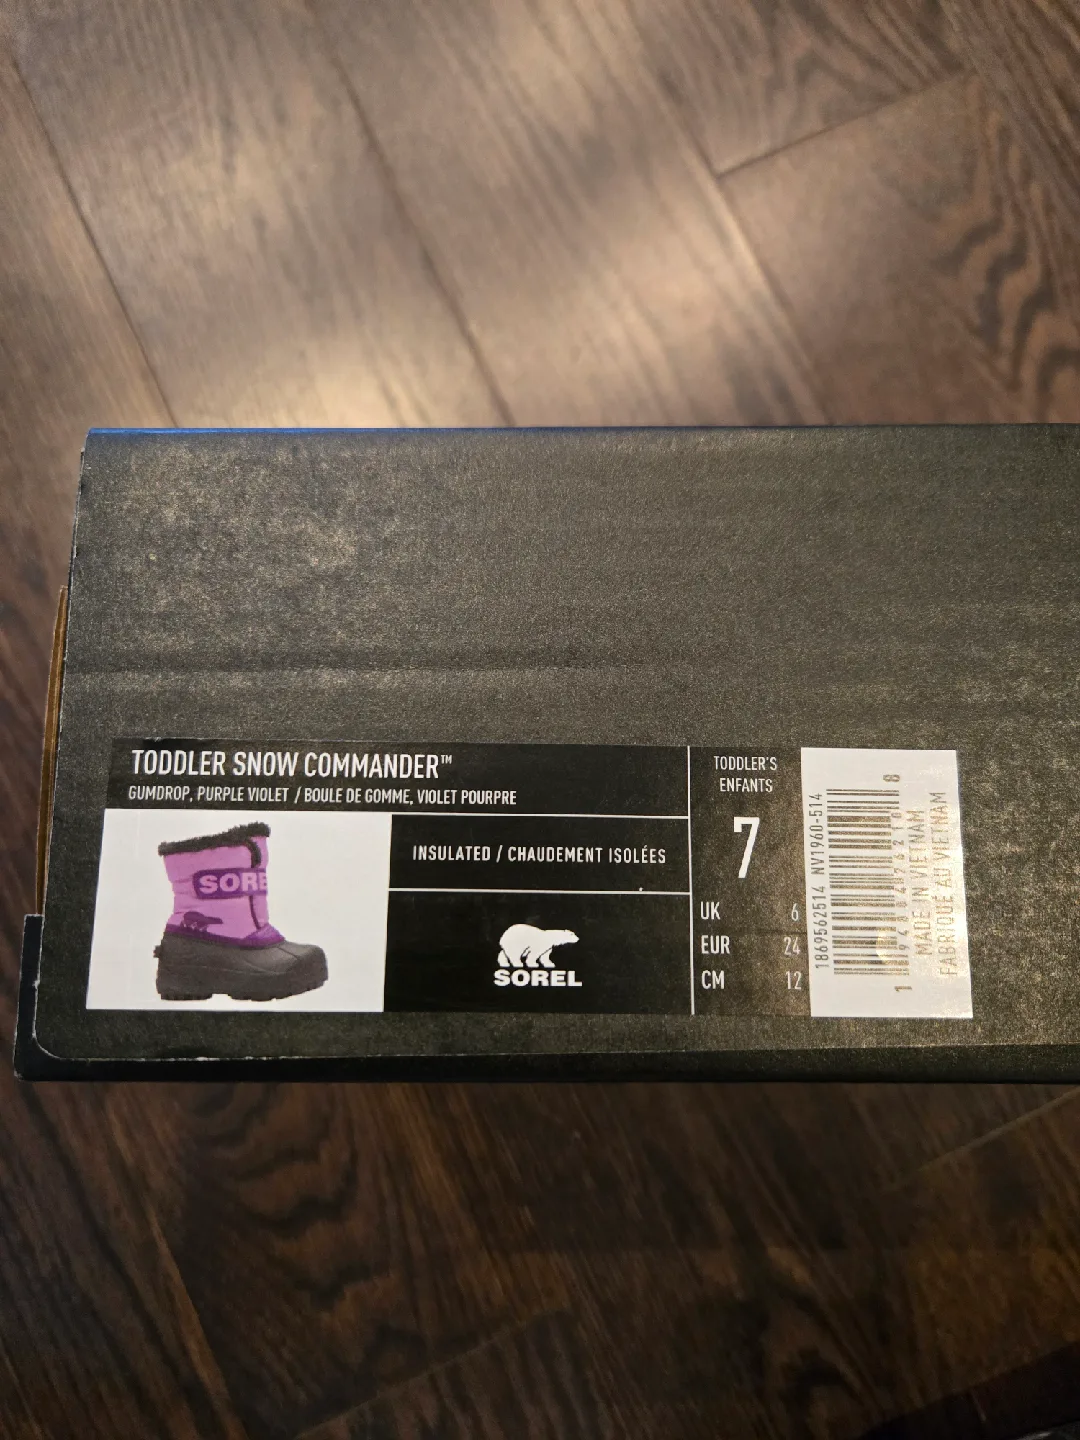 TODDLER SNOW COMMANDER™
GUMDROP, PURPLE VIOLET / BOULE DE GOMME, VIOLET POURPRE
SORE
INSULATED / CHAUDEMENT ISOLÉES
SOREL
TODDLER'S
ENFANTS
7
UK 6
EUR 24
CM 12
1869562514 NV1960-514
MADE IN VIETNAM
FABRIQUÉ AU VIETNAM